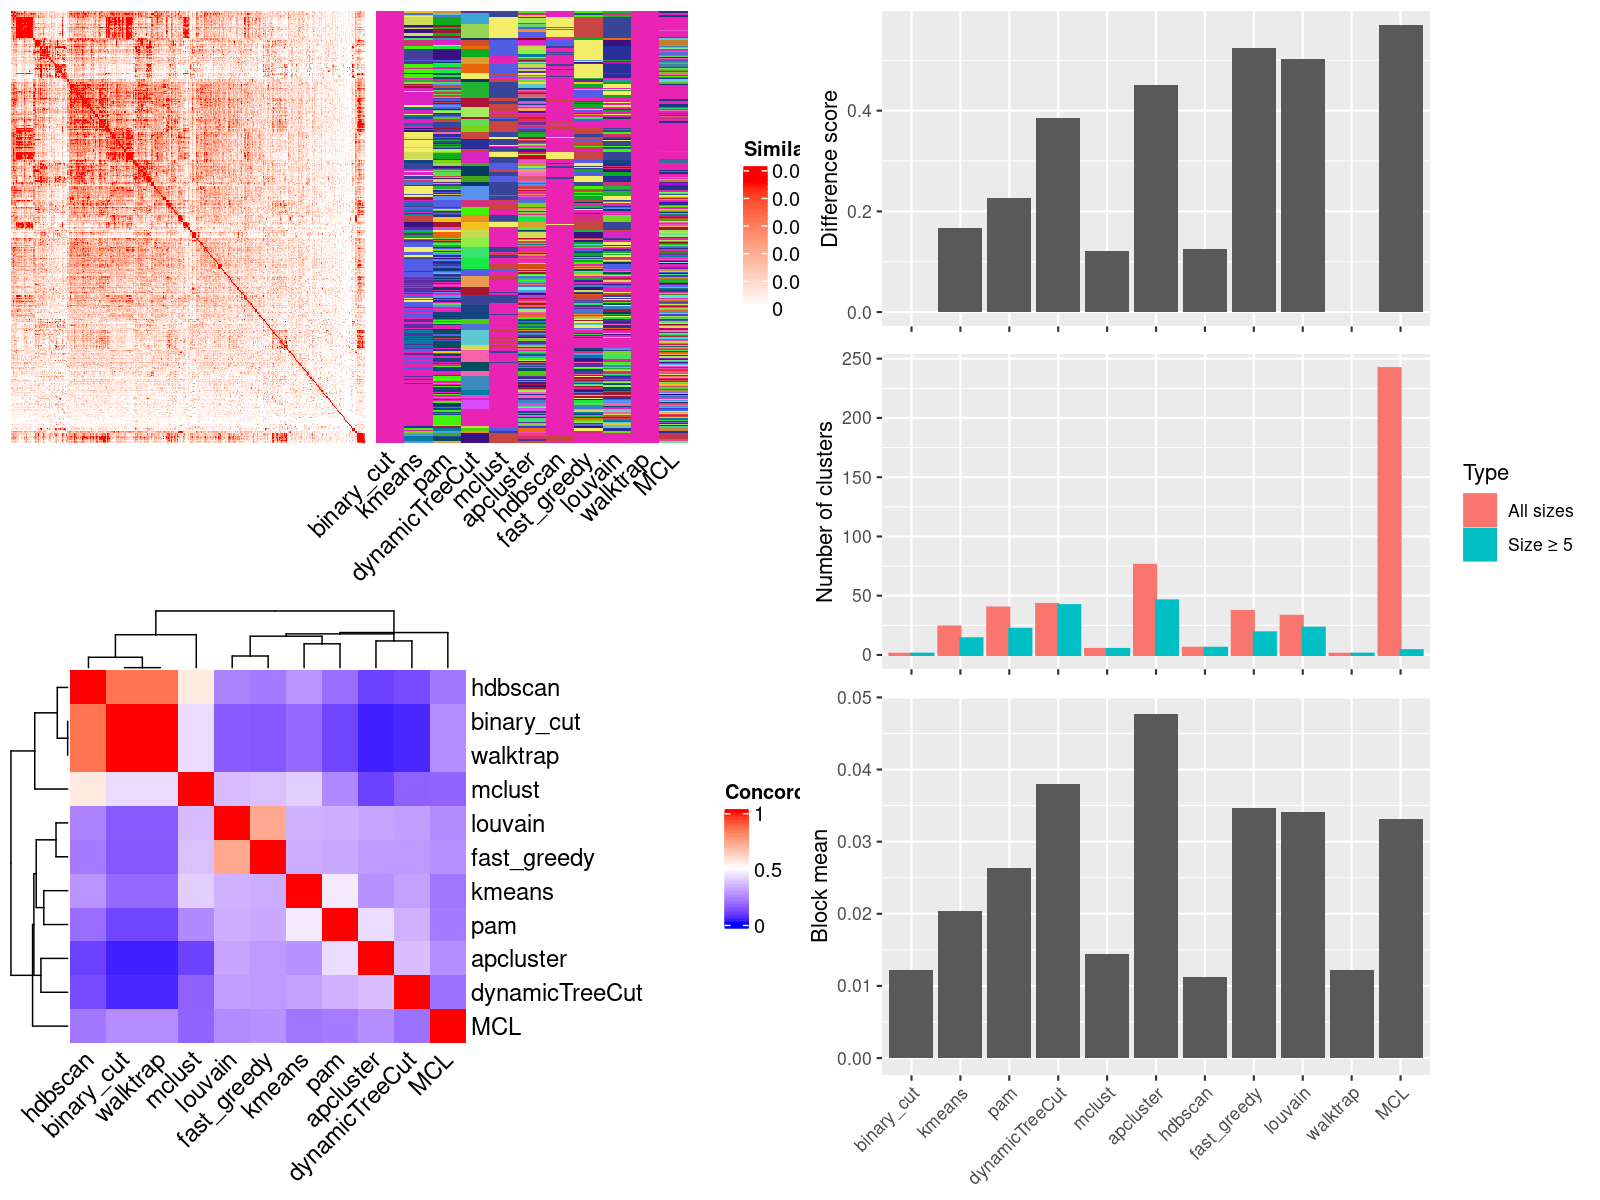 Simila
0.0
0.0
0.0
0.0
0.0
0
binary_cut
kmeans
pam
dynamicTreeCut
mclust
apcluster
hdbscan
fast_greedy
louvain
walktrap
MCL
hdbscan
binary_cut
walktrap
mclust
louvain
fast_greedy
kmeans
pam
apcluster
dynamicTreeCut
MCL
hdbscan
binary_cut
walktrap
mclust
louvain
fast_greedy
kmeans
pam
apcluster
dynamicTreeCut
MCL
Concord
1
0.5
0
Difference score
0.4
0.2
0.0
Number of clusters
250
200
150
100
50
0
Type
All sizes
Size ≥ 5
Block mean
0.05
0.04
0.03
0.02
0.01
0.00
binary_cut
kmeans
pam
dynamicTreeCut
mclust
apcluster
hdbscan
fast_greedy
louvain
walktrap
MCL